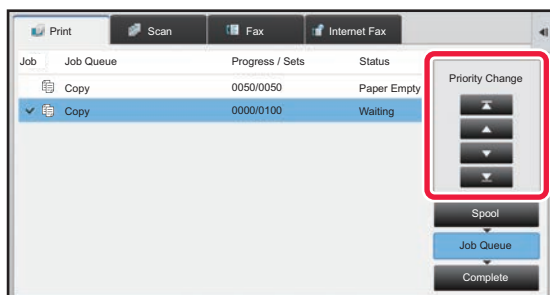 Print Scan Fax Internet Fax
Job Job Queue Progress / Sets Status
Priority Change
Copy 0050/0050 Paper Empty
Copy 0000/0100 Waiting
Spool
Job Queue
Complete